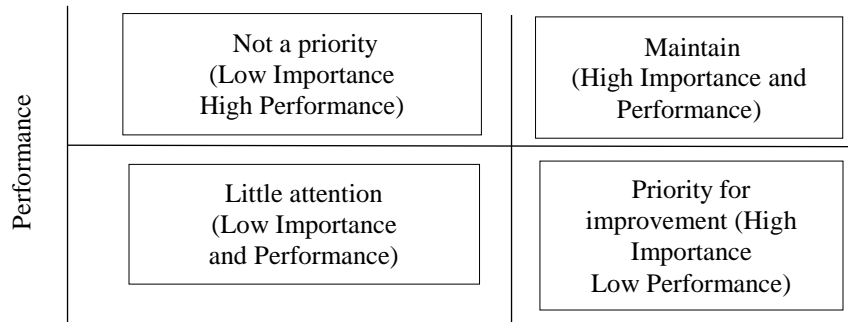 Performance
Not a priority
(Low Importance
High Performance)
Maintain
(High Importance and
Performance)
Little attention
(Low Importance
and Performance)
Priority for
improvement (High
Importance
Low Performance)